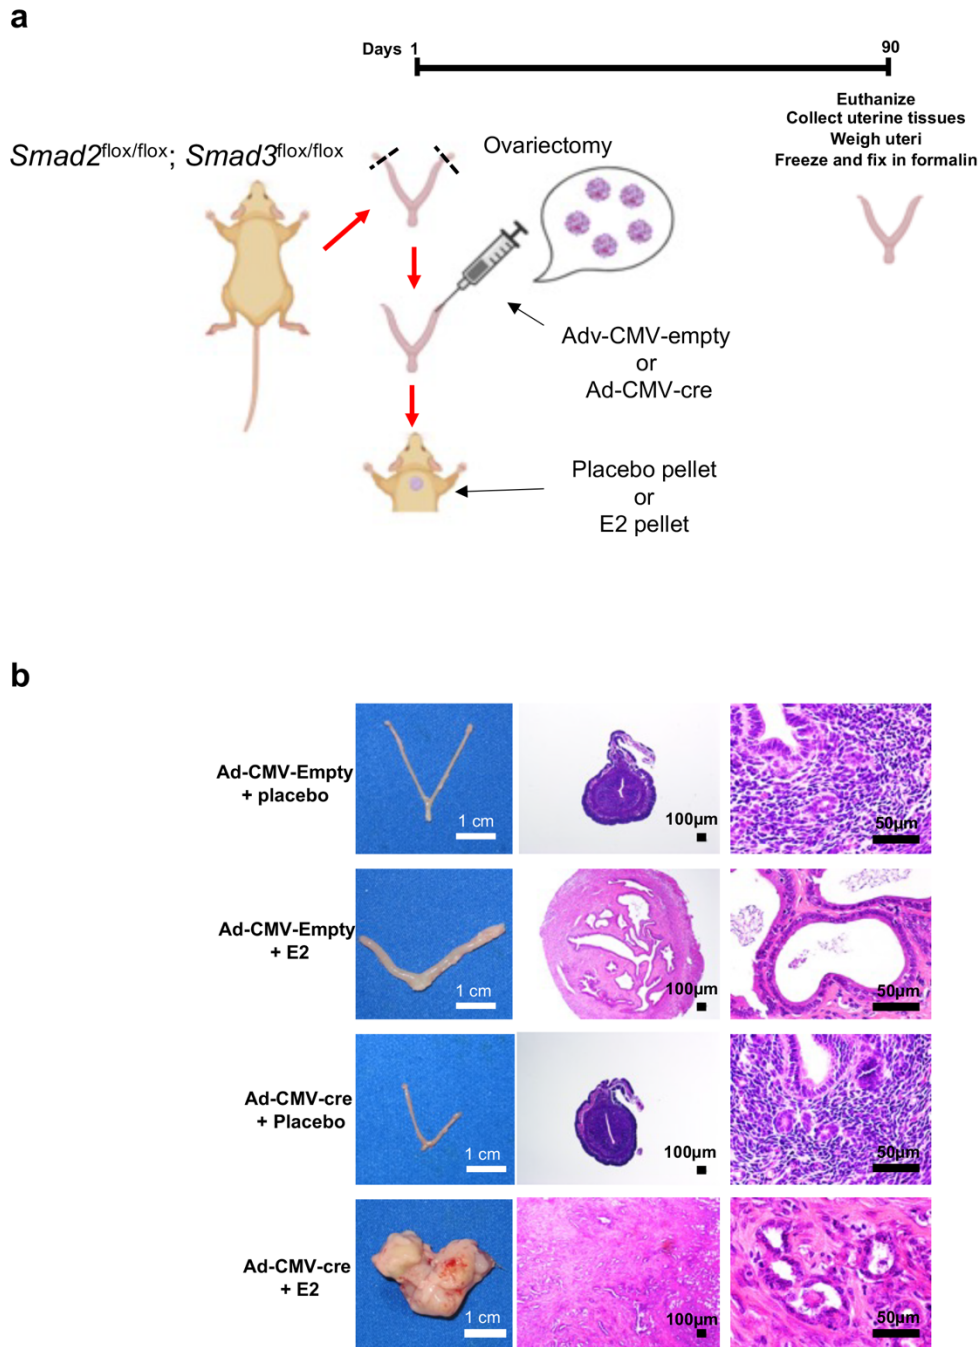 a
Days 1 90
Euthanize
Collect uterine tissues
Weigh uteri
Freeze and fix in formalin
Smad2flox/flox; Smad3flox/flox
Ovariectomy
Adv-CMV-empty
or
Ad-CMV-cre
Placebo pellet
or
E2 pellet
b
Ad-CMV-Empty
+ placebo
1 cm
100µm
50µm
Ad-CMV-Empty
+ E2
1 cm
100µm
50µm
Ad-CMV-cre
+ Placebo
1 cm
100µm
50µm
Ad-CMV-cre
+ E2
1 cm
100µm
50µm